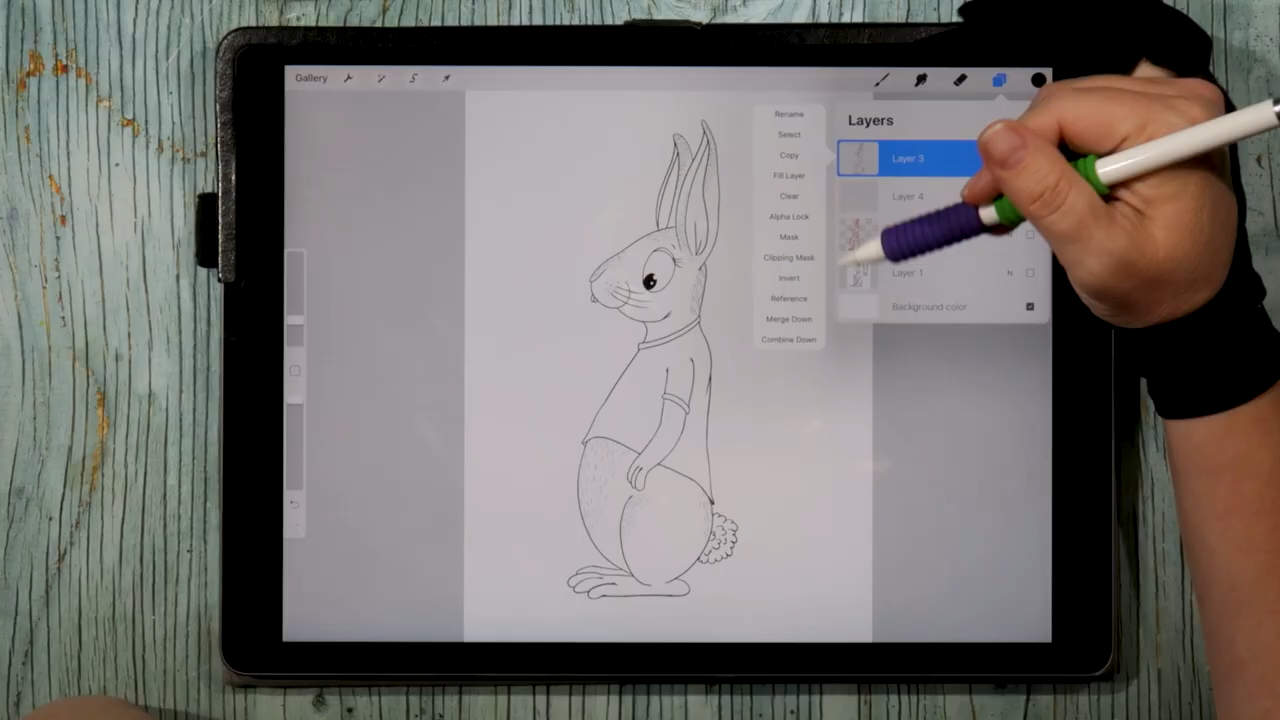 Gallery
S
Rename
Select
Copy
Fill Layer
Clear
Alpha Lock
Mask
Clipping Mask
Invert
Reference
Merge Down
Combine Down
Layers
Layer 3
Layer 4
Layer 1 N
Background color